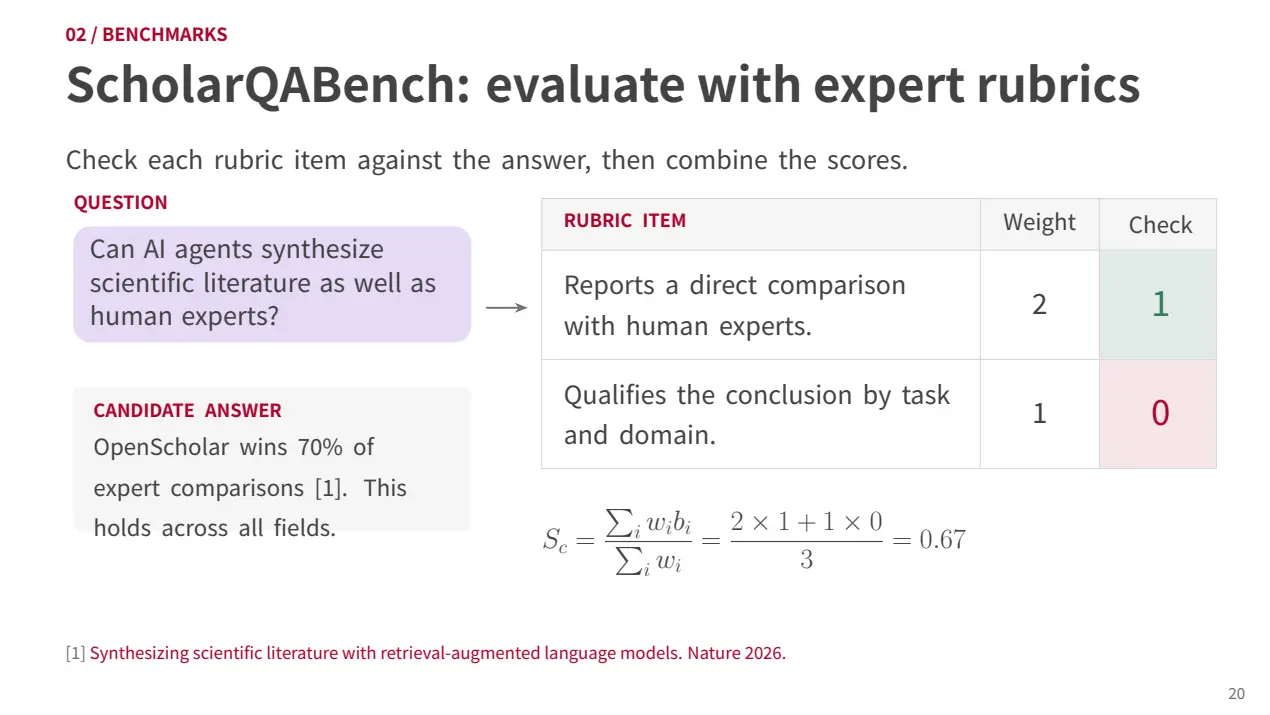 02 / BENCHMARKS
ScholarQABench: evaluate with expert rubrics
Check each rubric item against the answer, then combine the scores.
QUESTION
Can AI agents synthesize
scientific literature as well as
human experts?
CANDIDATE ANSWER
OpenScholar wins 70% of
expert comparisons [1]. This
holds across all fields.
RUBRIC ITEM Weight Check
Reports a direct comparison
with human experts. 2 1
Qualifies the conclusion by task
and domain. 1 0
S_c = ∑_i w_i b_i / ∑_i w_i = (2 × 1 + 1 × 0) / 3 = 0.67
[1] Synthesizing scientific literature with retrieval-augmented language models. Nature 2026.
20